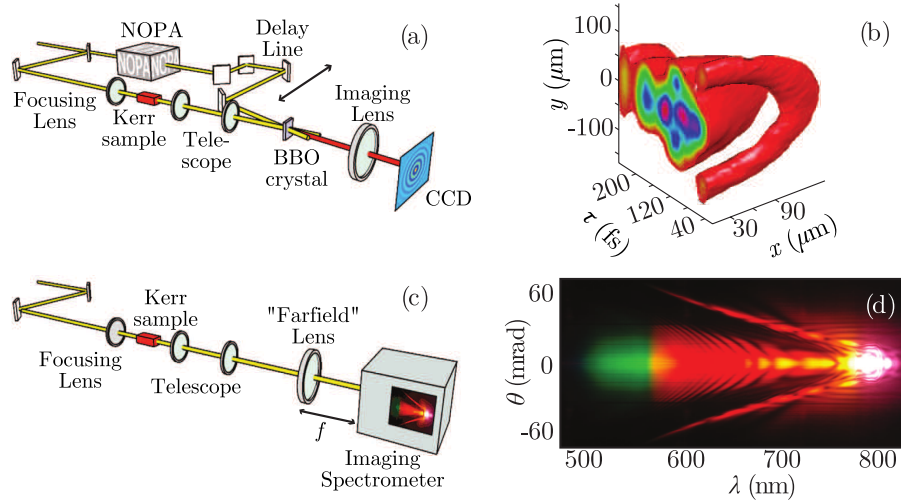 NOPA
NOPA
NOPA
Delay
Line
(a)
Focusing
Lens
Kerr
sample
Tele-
scope
BBO
crystal
Imaging
Lens
CCD
(b)
y (μm)
100
0
-100
200
120
40
τ (fs)
30
90
x (μm)
(c)
Kerr
sample
"Farfield"
Lens
Focusing
Lens
Telescope
f
Imaging
Spectrometer
(d)
θ (mrad)
60
0
-60
500
600
700
800
λ (nm)